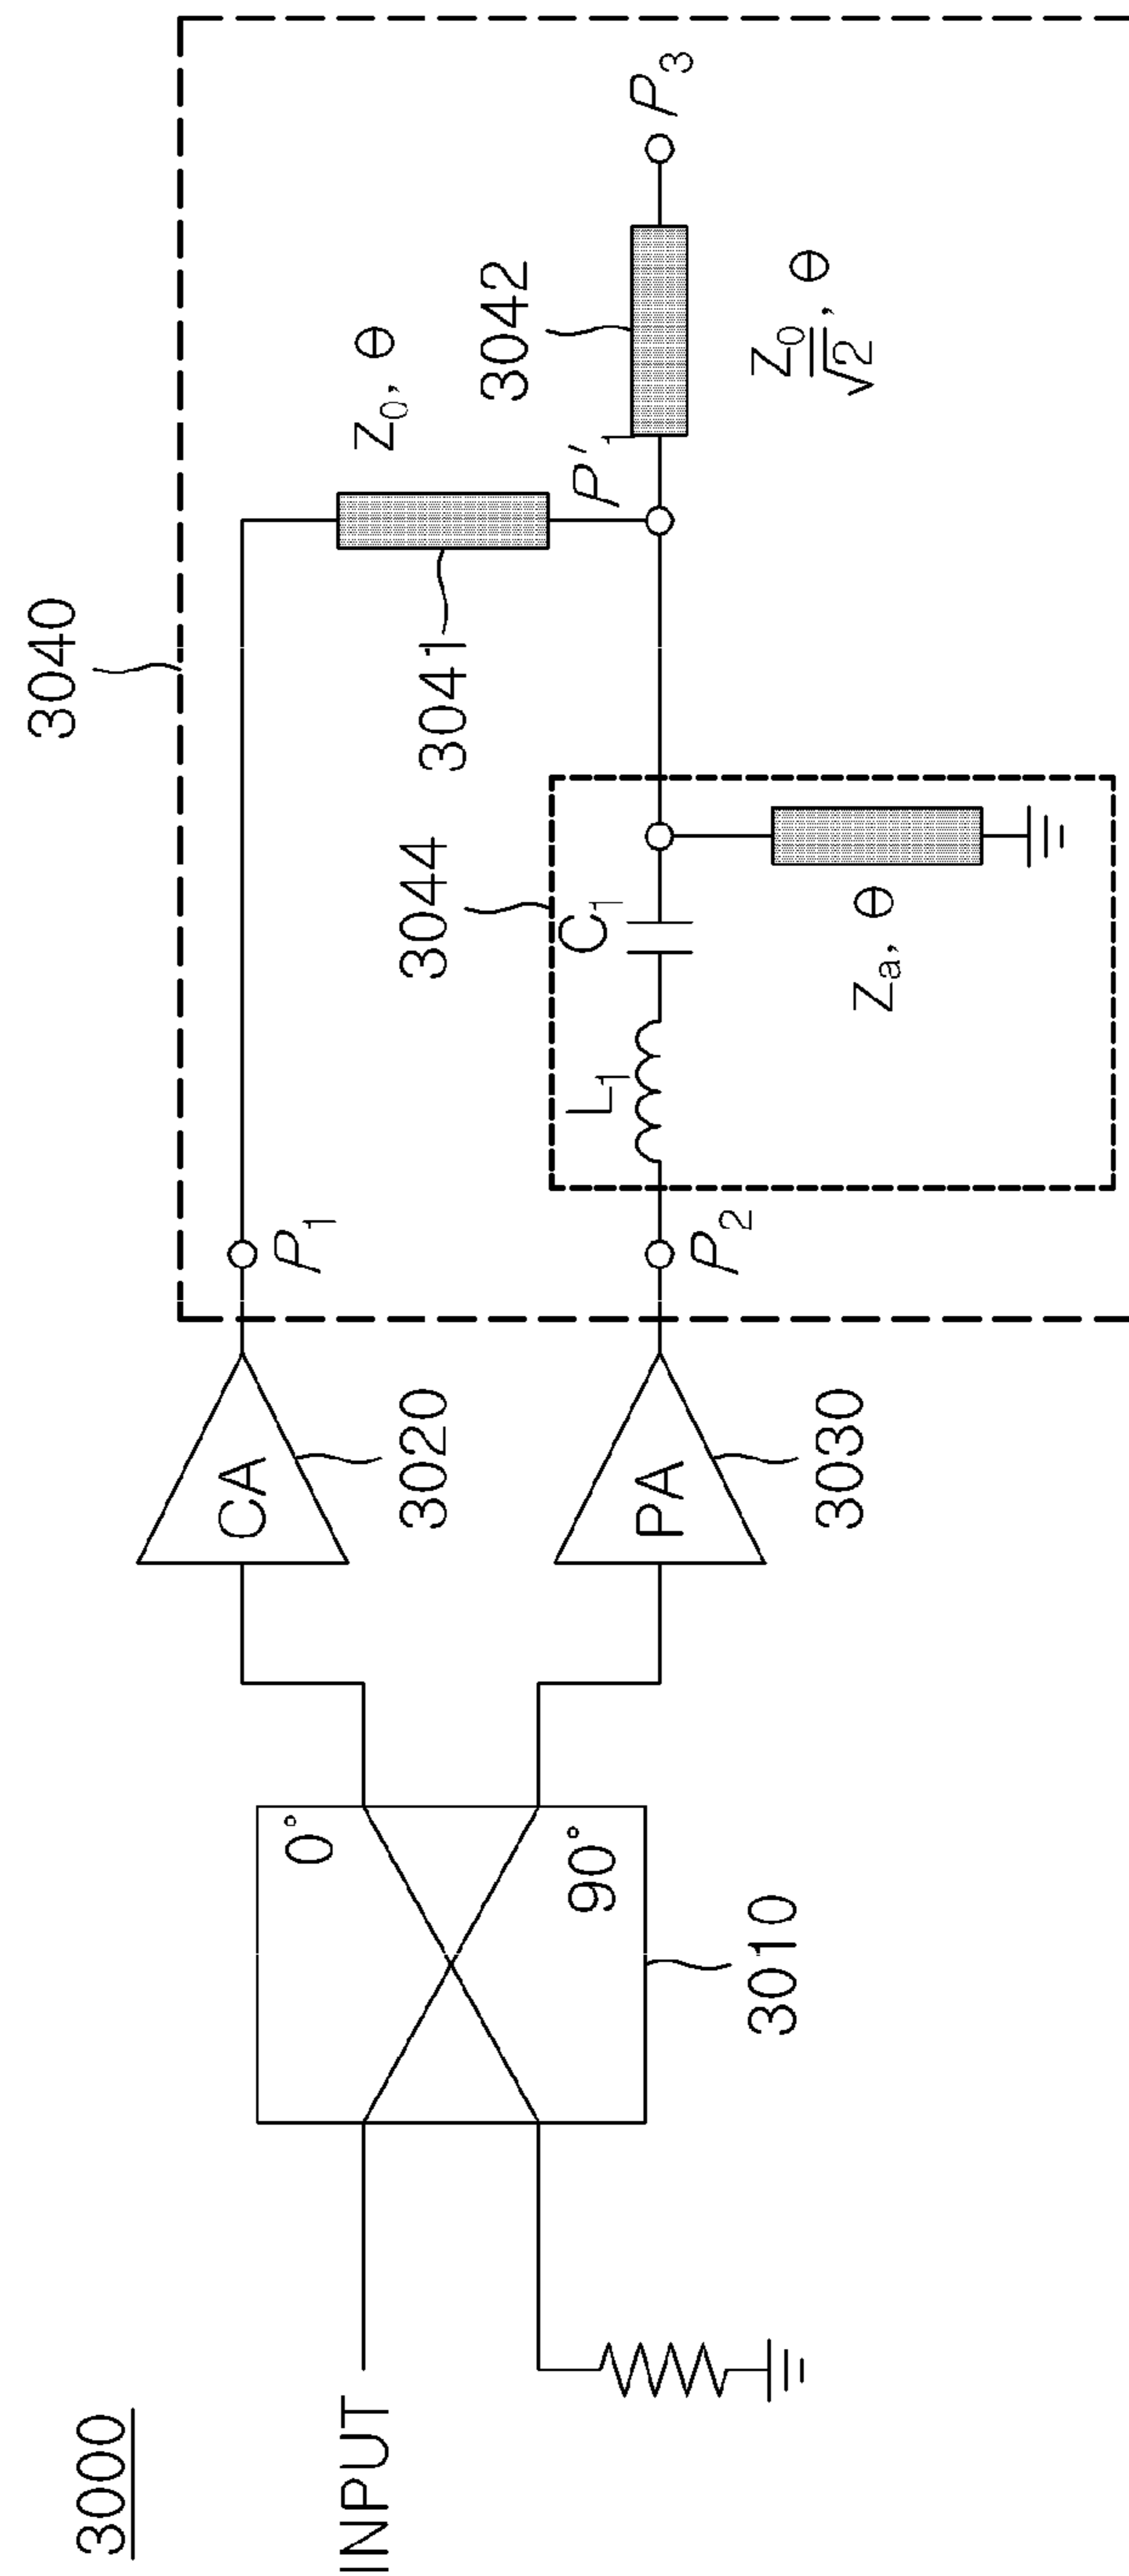 3000
INPUT
0°
90°
3010
CA
3020
PA
3030
3040
P1
P2
3044
L1
C1
Za, Θ
3041
Z0, Θ
P'1
3042
Z0/√2, Θ
P3